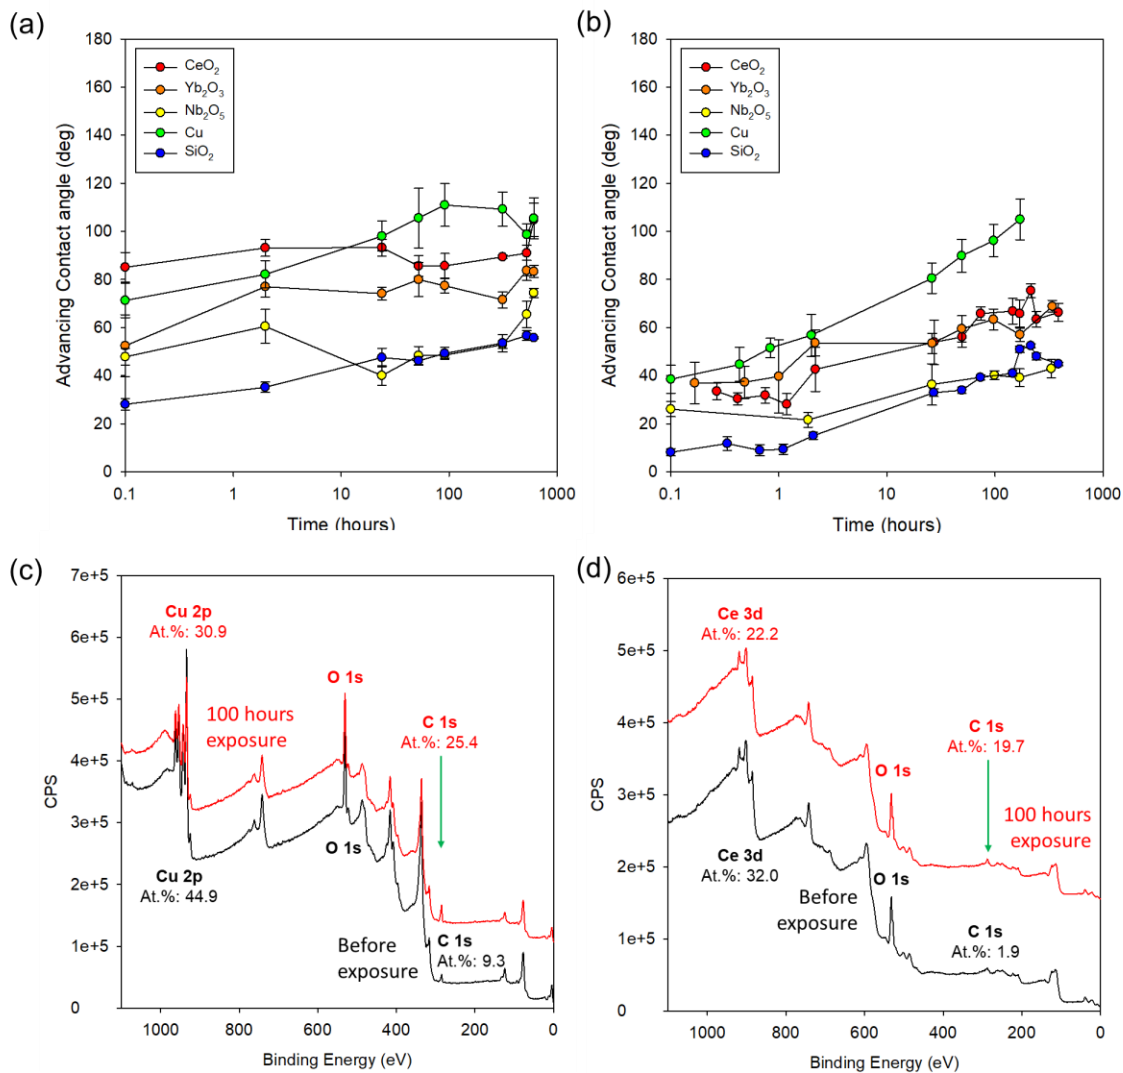 (a)
180
160
140
120
100
80
60
40
20
0
Advancing Contact angle (deg)
CeO₂
Yb₂O₃
Nb₂O₅
Cu
SiO₂
0.1
1
10
100
1000
Time (hours)
(b)
180
160
140
120
100
80
60
40
20
0
Advancing Contact angle (deg)
CeO₂
Yb₂O₃
Nb₂O₅
Cu
SiO₂
0.1
1
10
100
1000
Time (hours)
(c)
7e+5
6e+5
5e+5
4e+5
3e+5
2e+5
1e+5
0
CPS
Cu 2p
At.%: 30.9
100 hours
exposure
O 1s
C 1s
At.%: 25.4
O 1s
Cu 2p
At.%: 44.9
Before
exposure
C 1s
At.%: 9.3
1000
800
600
400
200
0
Binding Energy (eV)
(d)
6e+5
5e+5
4e+5
3e+5
2e+5
1e+5
0
CPS
Ce 3d
At.%: 22.2
O 1s
C 1s
At.%: 19.7
100 hours
exposure
Ce 3d
At.%: 32.0
O 1s
Before
exposure
C 1s
At.%: 1.9
1000
800
600
400
200
0
Binding Energy (eV)